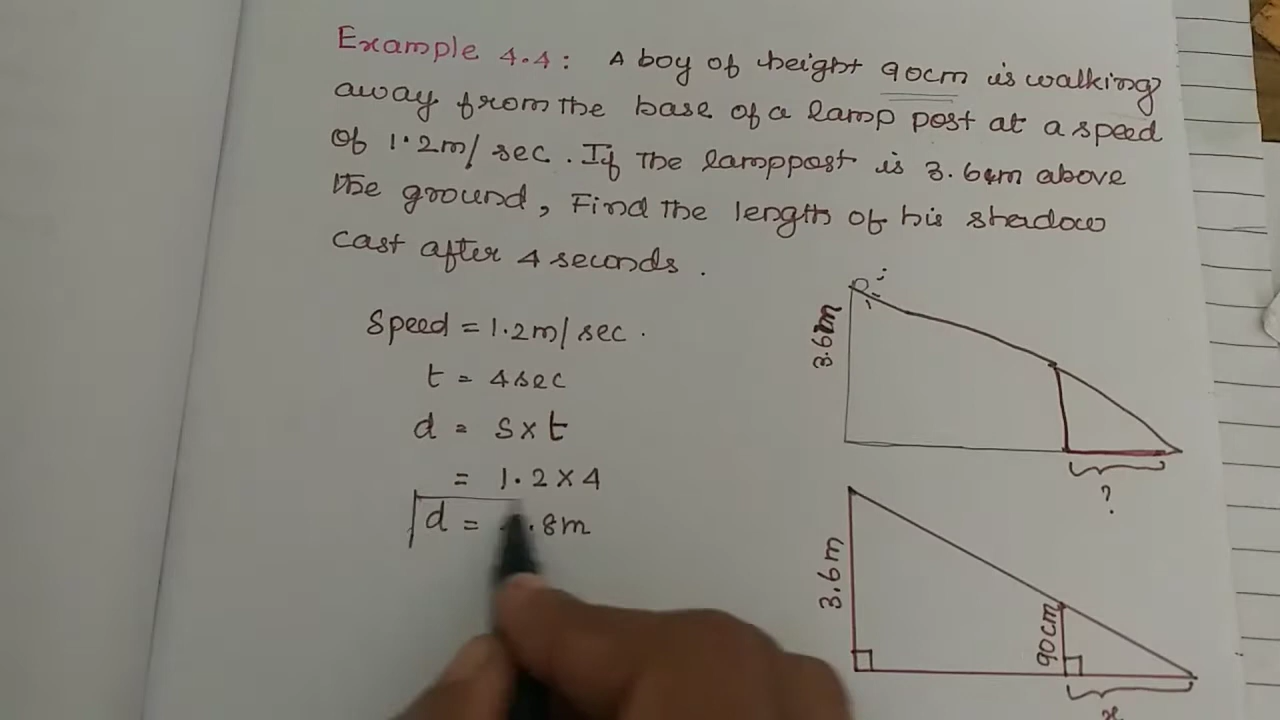 Example 4.4: A boy of height 90cm is walking
away from the base of a lamp post at a speed
of 1.2m/sec. If the lamppost is 3.6m above
the ground, Find the length of his shadow
cast after 4 seconds.
Speed = 1.2m/sec.
t = 4sec
d = s x t
= 1.2 x 4
d = .8m
3.6m
?
3.6m
90cm
x